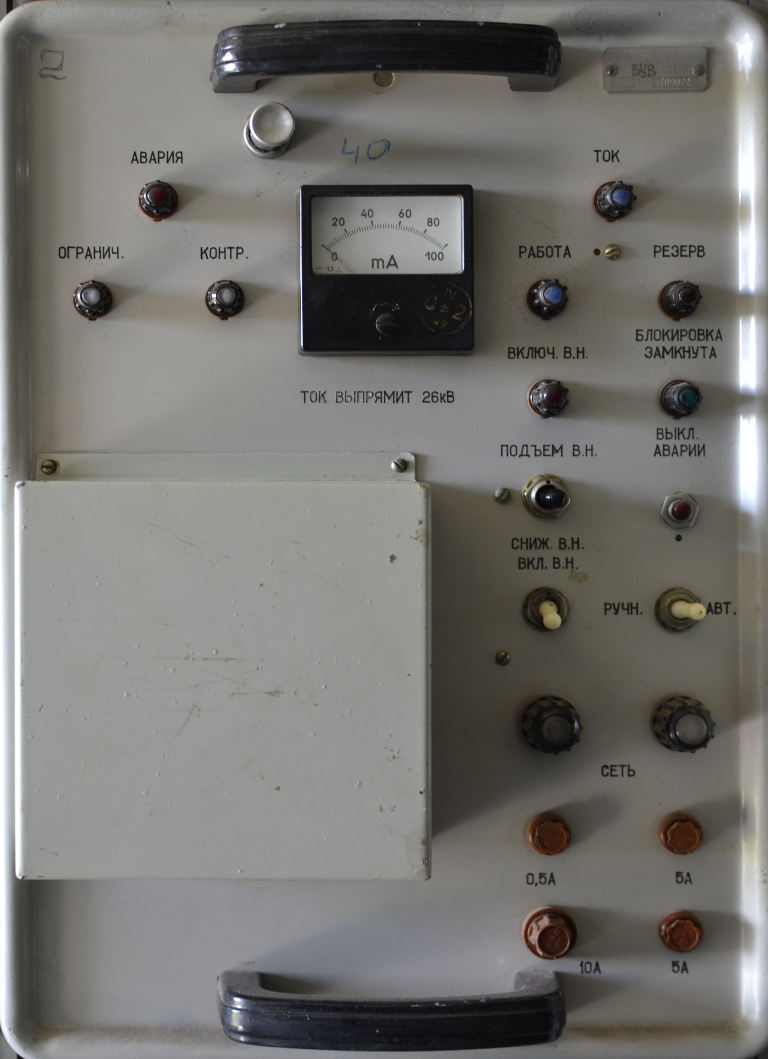 БУВ
40
АВАРИЯ
ТОК
20 40 60 80
0 100
mA
ОГРАНИЧ.
КОНТР.
РАБОТА
РЕЗЕРВ
БЛОКИРОВКА
ЗАМКНУТА
ВКЛЮЧ. В.Н.
ТОК ВЫПРЯМИТ 26кВ
ВЫКЛ.
АВАРИИ
ПОДЪЕМ В.Н.
СНИЖ. В.Н.
ВКЛ. В.Н.
РУЧН.
АВТ.
СЕТЬ
0,5А
5А
10А
5А